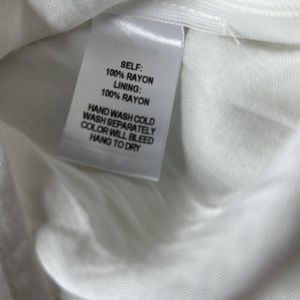 SELF:
100% RAYON
LINING:
100% RAYON
HAND WASH COLD
WASH SEPARATELY
COLOR WILL BLEED
HANG TO DRY